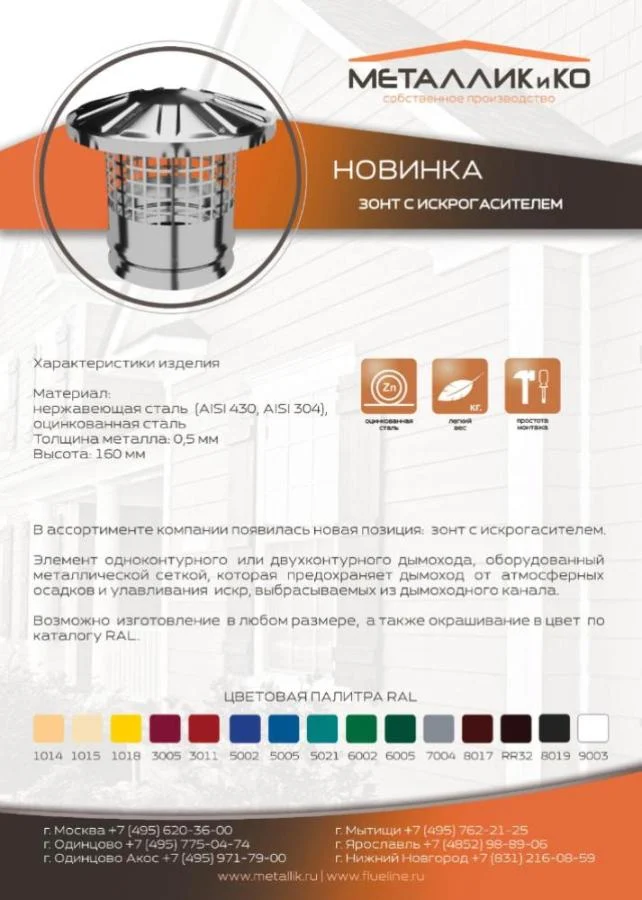 МЕТАЛЛИК и КО
собственное производство
НОВИНКА
ЗОНТ С ИСКРОГАСИТЕЛЕМ
Характеристики изделия
Материал:
нержавеющая сталь (AISI 430, AISI 304),
оцинкованная сталь
Толщина металла: 0,5 мм
Высота: 160 мм
Zn
кг.
оцинкованная
сталь
легкий
вес
простота
монтажа
В ассортименте компании появилась новая позиция: зонт с искрогасителем.
Элемент одноконтурного или двухконтурного дымохода, оборудованный
металлической сеткой, которая предохраняет дымоход от атмосферных
осадков и улавливания искр, выбрасываемых из дымоходного канала.
Возможно изготовление в любом размере, а также окрашивание в цвет по
каталогу RAL.
ЦВЕТОВАЯ ПАЛИТРА RAL
1014 1015 1018 3005 3011 5002 5005 5021 6002 6005 7004 8017 RR32 8019 9003
г. Москва +7 (495) 620-36-00
г. Одинцово +7 (495) 775-04-74
г. Одинцово Акос +7 (495) 971-79-00
г. Мытищи +7 (495) 762-21-25
г. Ярославль +7 (4852) 98-89-06
г. Нижний Новгород +7 (831) 216-08-59
www.metallik.ru | www.flueline.ru